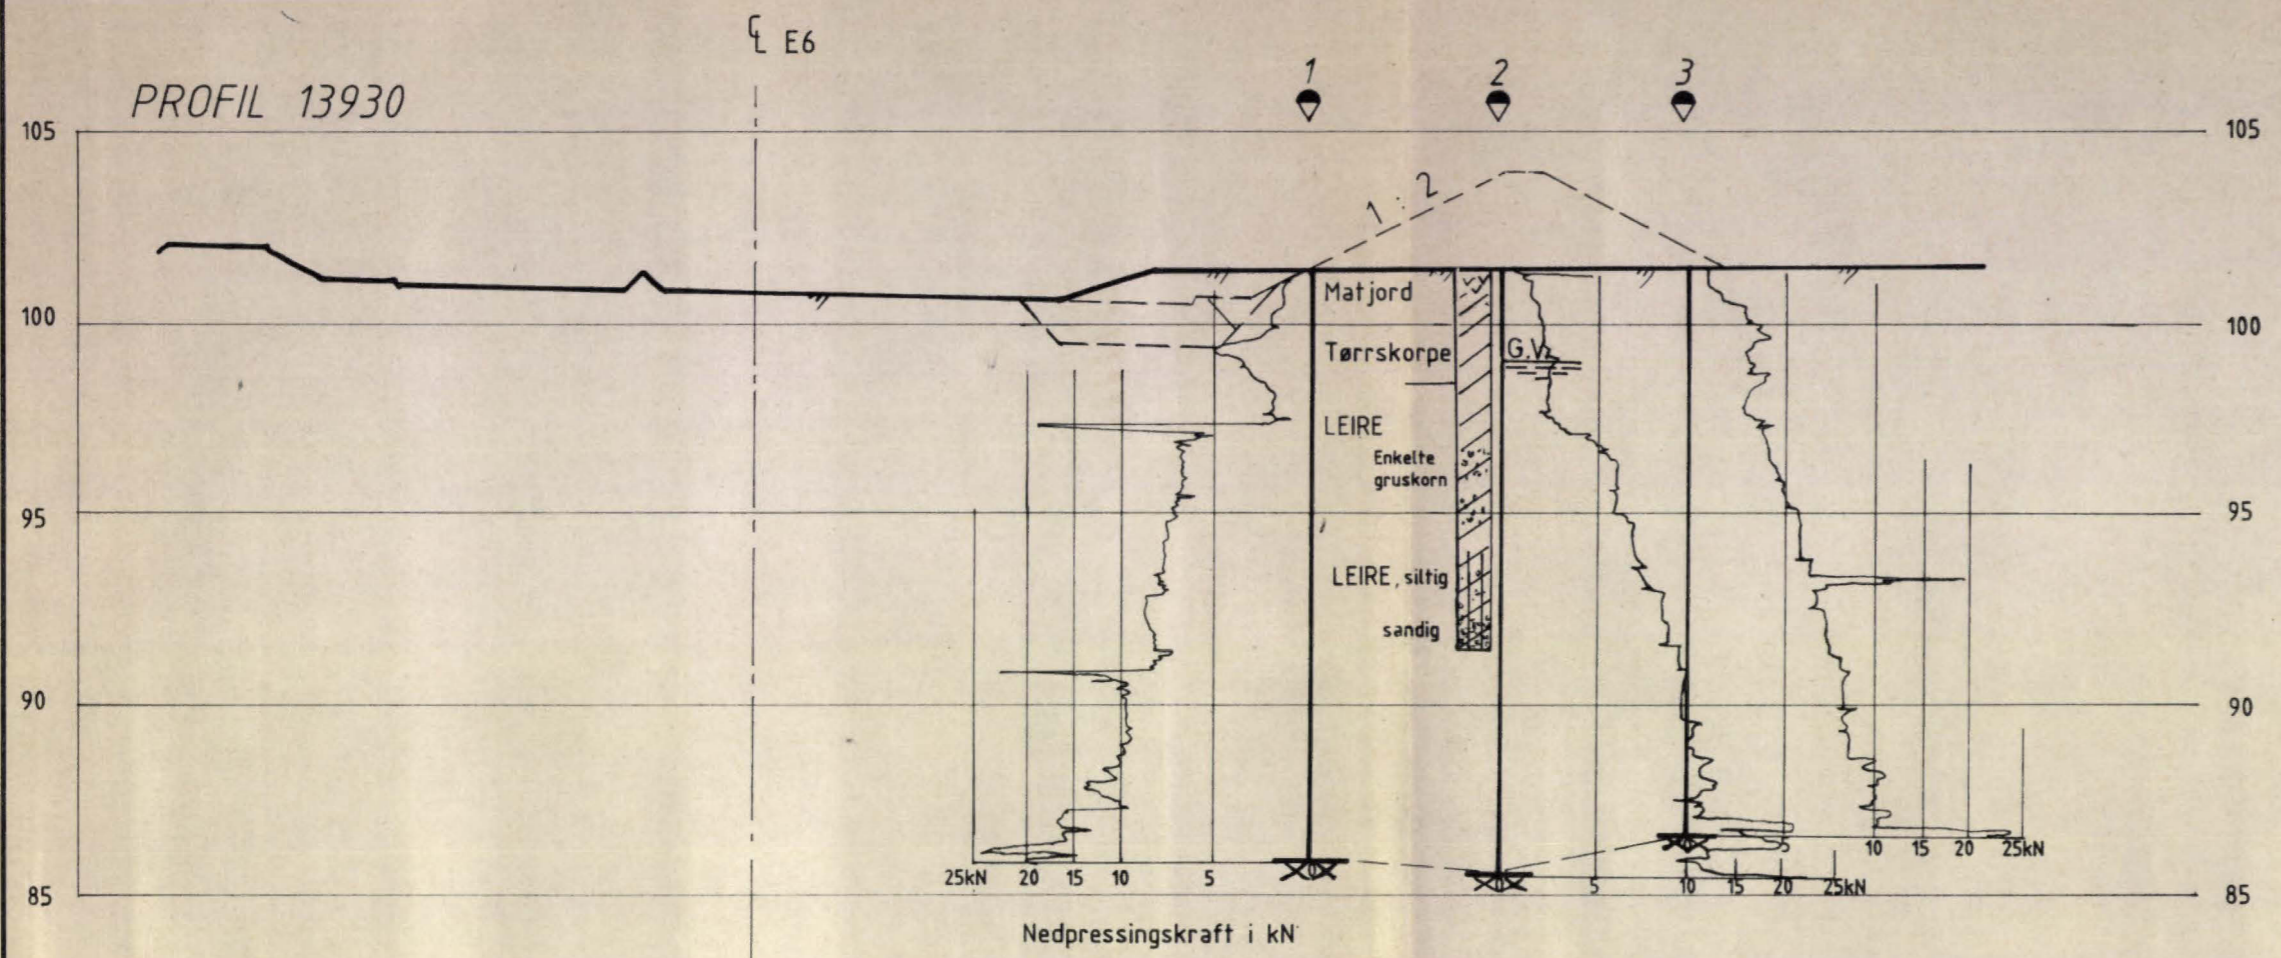 ℄ E6
PROFIL 13930
1 2 3
105 105
1 : 2
Matjord
100 100
Tørrskorpe G.V.
LEIRE
Enkelte
gruskorn
95 95
LEIRE, siltig
sandig
90 90
5 10 15 20 25kN
25kN 20 15 10 5
5 10 15 20 25kN
85 85
Nedpressingskraft i kN